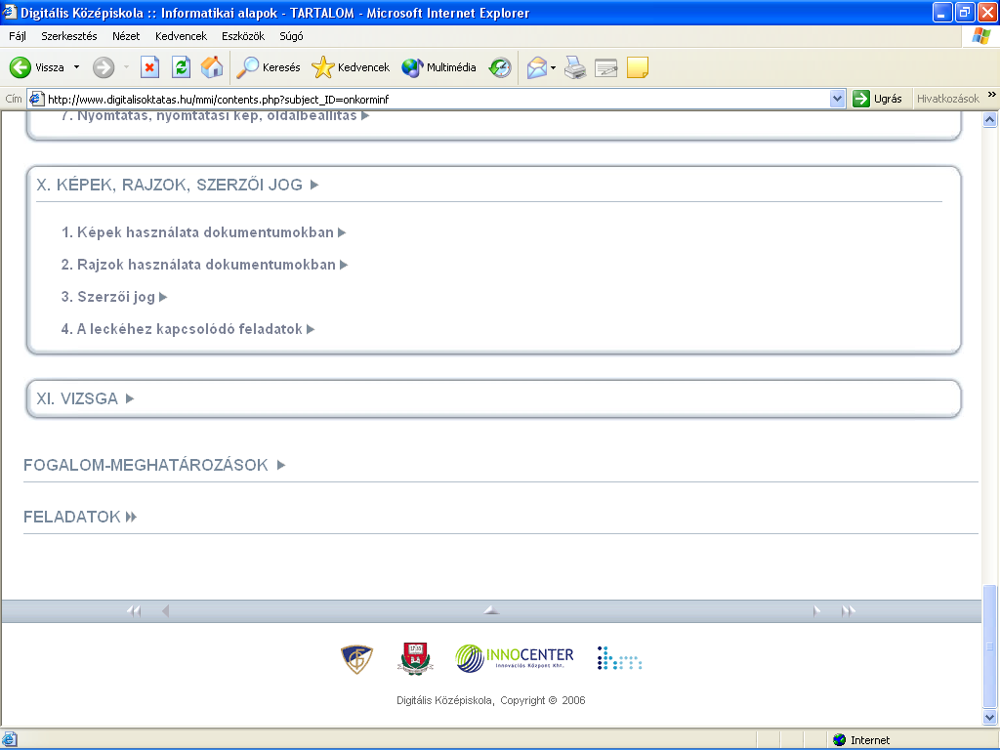 Digitális Középiskola :: Informatikai alapok - TARTALOM - Microsoft Internet Explorer
Fájl Szerkesztés Nézet Kedvencek Eszközök Súgó
Vissza Keresés Kedvencek Multimédia
Cím http://www.digitalisoktatas.hu/mmi/contents.php?subject_ID=onkorminf Ugrás Hivatkozások »
7. Nyomtatás, nyomtatási kép, oldalbeállítás
X. KÉPEK, RAJZOK, SZERZŐI JOG
1. Képek használata dokumentumokban
2. Rajzok használata dokumentumokban
3. Szerzői jog
4. A leckéhez kapcsolódó feladatok
XI. VIZSGA
FOGALOM-MEGHATÁROZÁSOK
FELADATOK
INNOCENTER
Innovációs Központ Kht.
ihm
Digitális Középiskola, Copyright © 2006
Internet